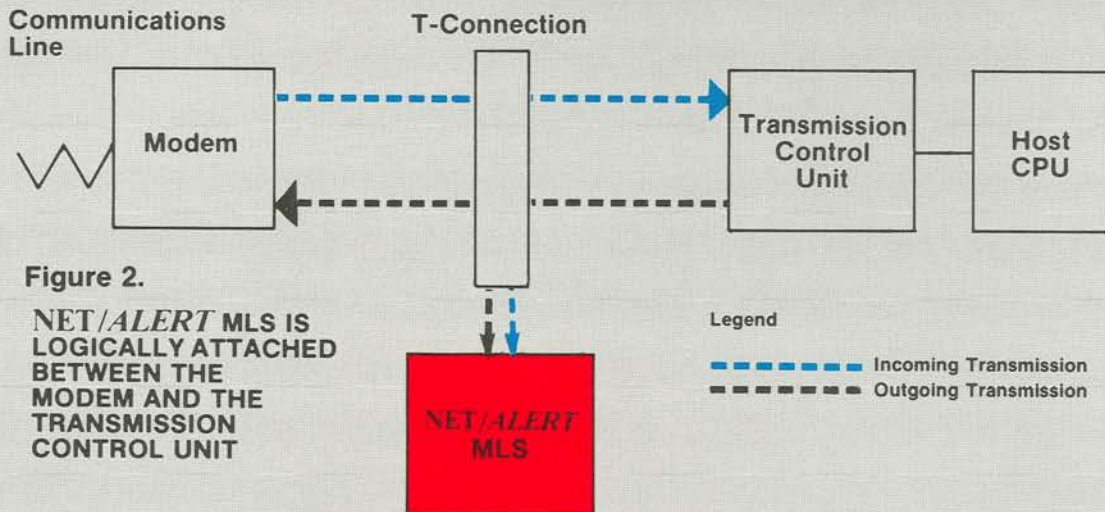 Communications
Line
T-Connection
Modem
Transmission
Control
Unit
Host
CPU
Figure 2.
NET/ALERT MLS IS
LOGICALLY ATTACHED
BETWEEN THE
MODEM AND THE
TRANSMISSION
CONTROL UNIT
NET/ALERT
MLS
Legend
Incoming Transmission
Outgoing Transmission